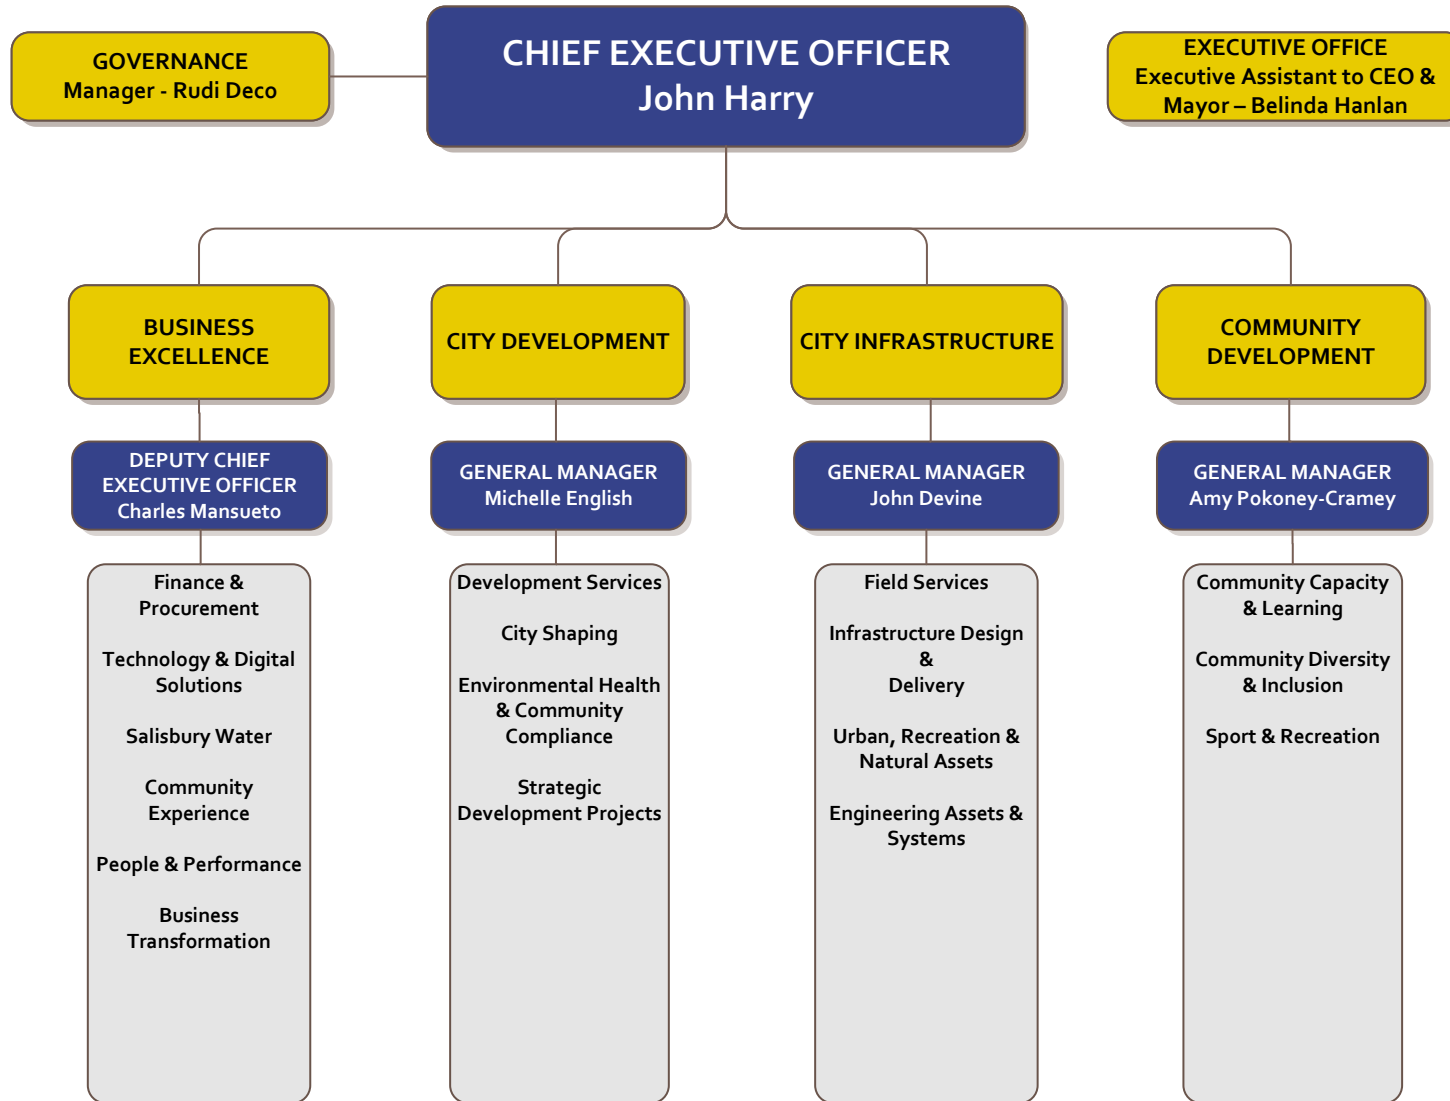 GOVERNANCE
Manager - Rudi Deco
CHIEF EXECUTIVE OFFICER
John Harry
EXECUTIVE OFFICE
Executive Assistant to CEO &
Mayor – Belinda Hanlan
BUSINESS
EXCELLENCE
CITY DEVELOPMENT
CITY INFRASTRUCTURE
COMMUNITY
DEVELOPMENT
DEPUTY CHIEF
EXECUTIVE OFFICER
Charles Mansueto
GENERAL MANAGER
Michelle English
GENERAL MANAGER
John Devine
GENERAL MANAGER
Amy Pokoney-Cramey
Finance &
Procurement
Technology & Digital
Solutions
Salisbury Water
Community
Experience
People & Performance
Business
Transformation
Development Services
City Shaping
Environmental Health
& Community
Compliance
Strategic
Development Projects
Field Services
Infrastructure Design
&
Delivery
Urban, Recreation &
Natural Assets
Engineering Assets &
Systems
Community Capacity
& Learning
Community Diversity
& Inclusion
Sport & Recreation